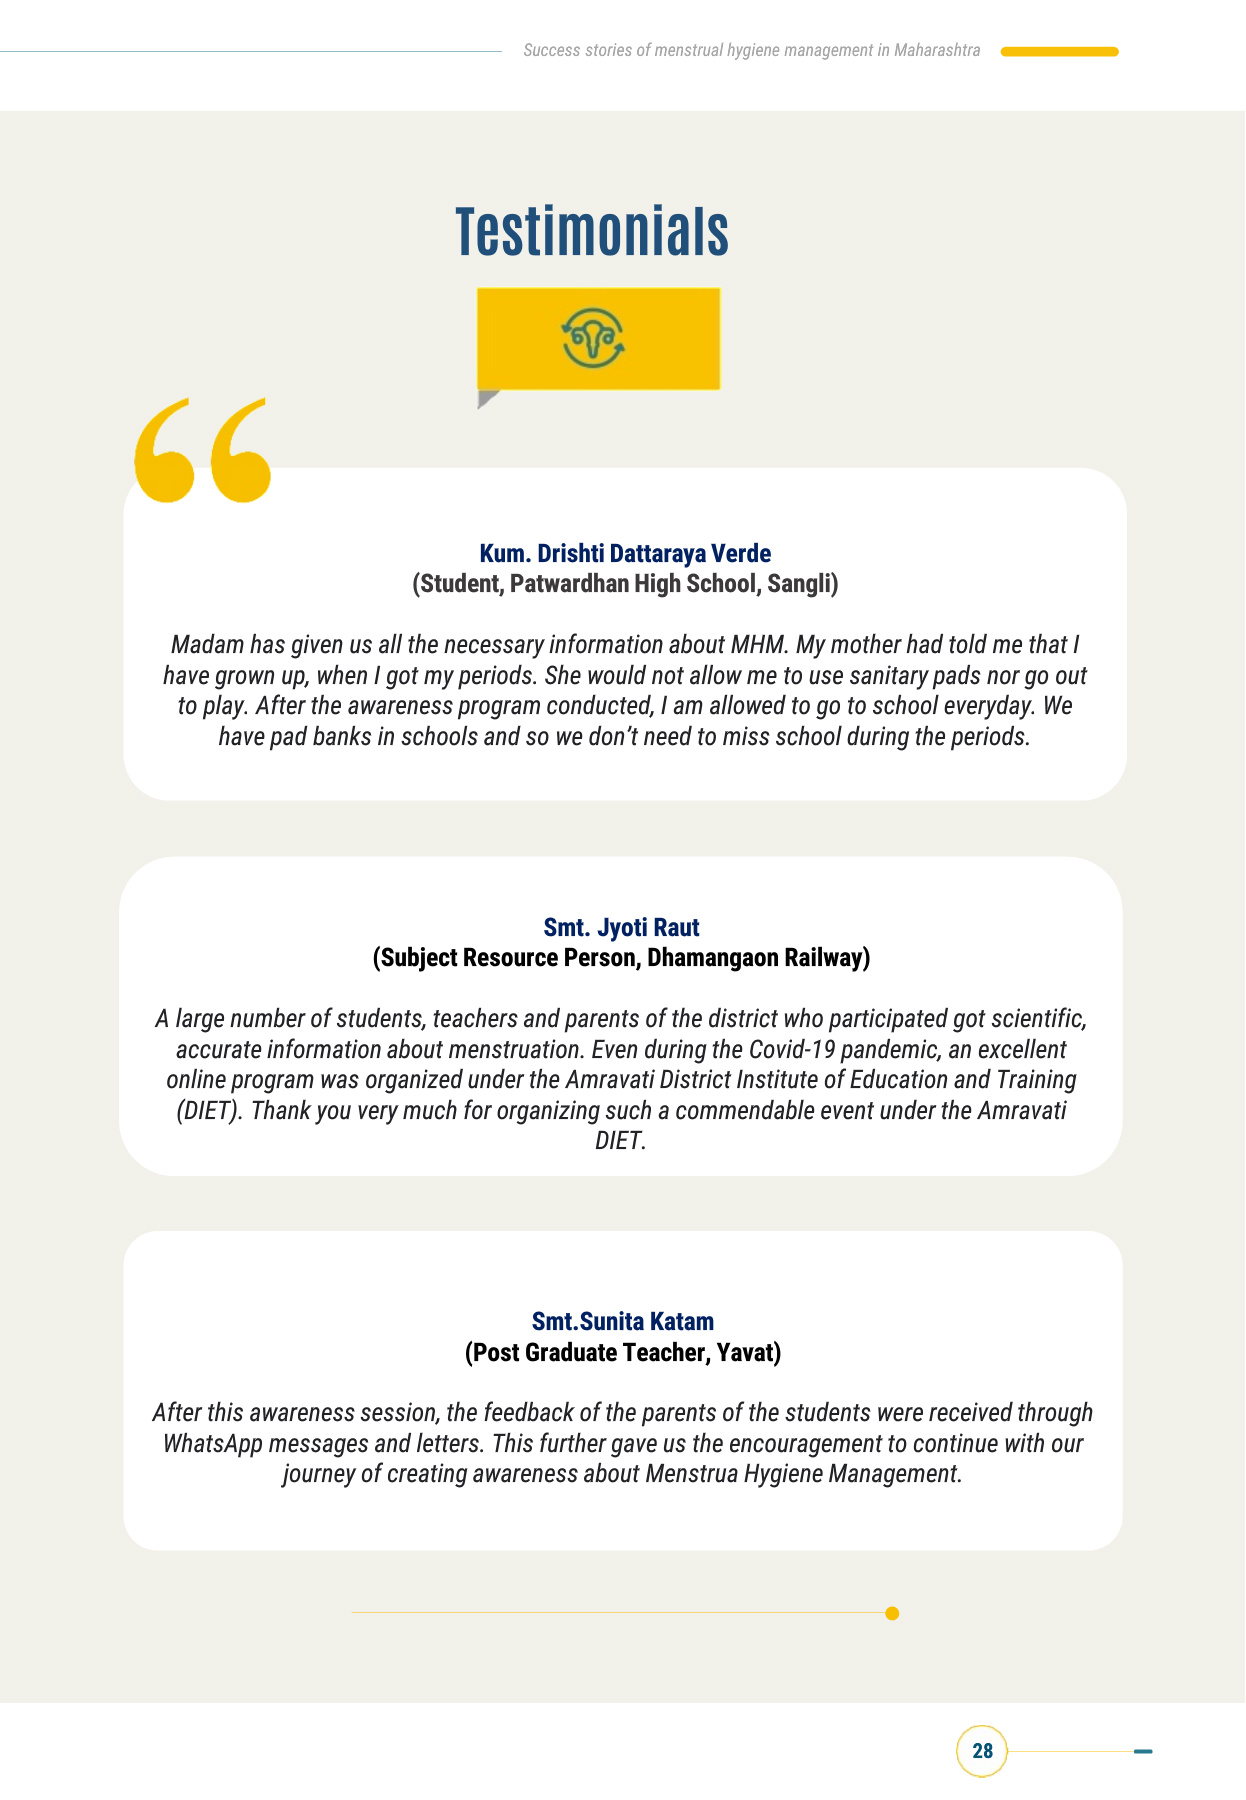 Success stories of menstrual hygiene management in Maharashtra
Testimonials
Kum. Drishti Dattaraya Verde
(Student, Patwardhan High School, Sangli)
Madam has given us all the necessary information about MHM. My mother had told me that I
have grown up, when I got my periods. She would not allow me to use sanitary pads nor go out
to play. After the awareness program conducted, I am allowed to go to school everyday. We
have pad banks in schools and so we don’t need to miss school during the periods.
Smt. Jyoti Raut
(Subject Resource Person, Dhamangaon Railway)
A large number of students, teachers and parents of the district who participated got scientific,
accurate information about menstruation. Even during the Covid-19 pandemic, an excellent
online program was organized under the Amravati District Institute of Education and Training
(DIET). Thank you very much for organizing such a commendable event under the Amravati
DIET.
Smt.Sunita Katam
(Post Graduate Teacher, Yavat)
After this awareness session, the feedback of the parents of the students were received through
WhatsApp messages and letters. This further gave us the encouragement to continue with our
journey of creating awareness about Menstrua Hygiene Management.
28